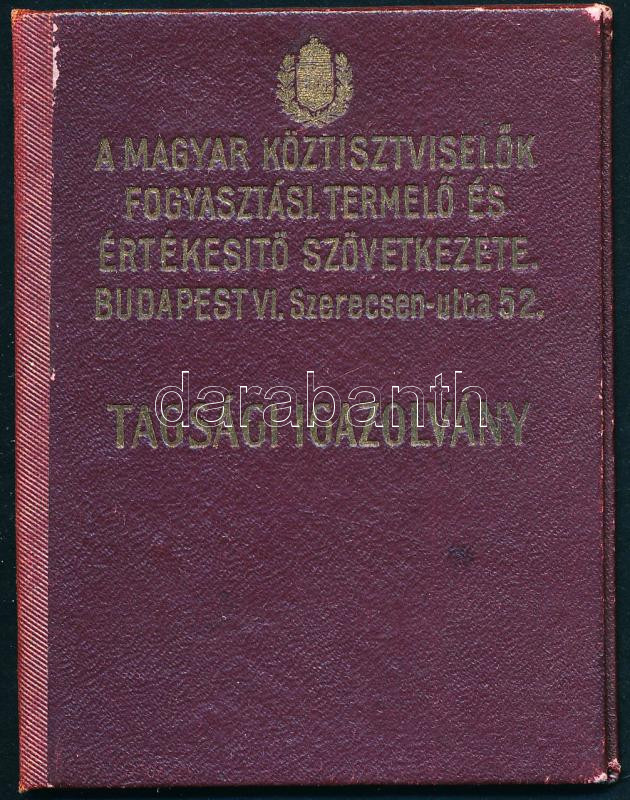 A MAGYAR KÖZTISZTVISELŐK
FOGYASZTÁSI. TERMELŐ ÉS
ÉRTÉKESITŐ SZÖVETKEZETE.
BUDAPEST VI. Szerecsen-utca 52.
darabanth
TAGSÁGI IGAZOLVÁNY